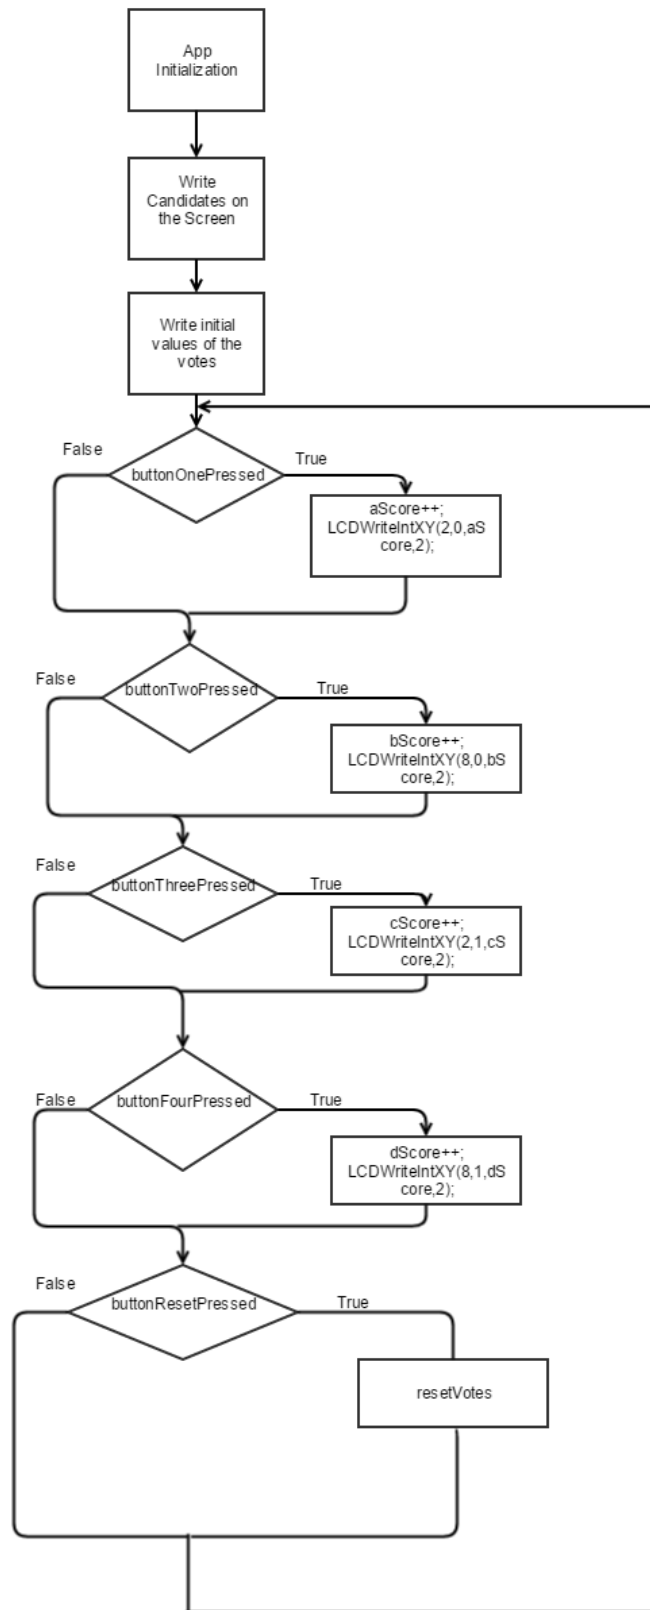 App
Initialization
Write
Candidates on
the Screen
Write initial
values of the
votes
False
True
buttonOnePressed
aScore++;
LCDWriteIntXY(2,0,aS
core,2);
False
True
buttonTwoPressed
bScore++;
LCDWriteIntXY(8,0,bS
core,2);
False
True
buttonThreePressed
cScore++;
LCDWriteIntXY(2,1,cS
core,2);
False
True
buttonFourPressed
dScore++;
LCDWriteIntXY(8,1,dS
core,2);
False
True
buttonResetPressed
resetVotes